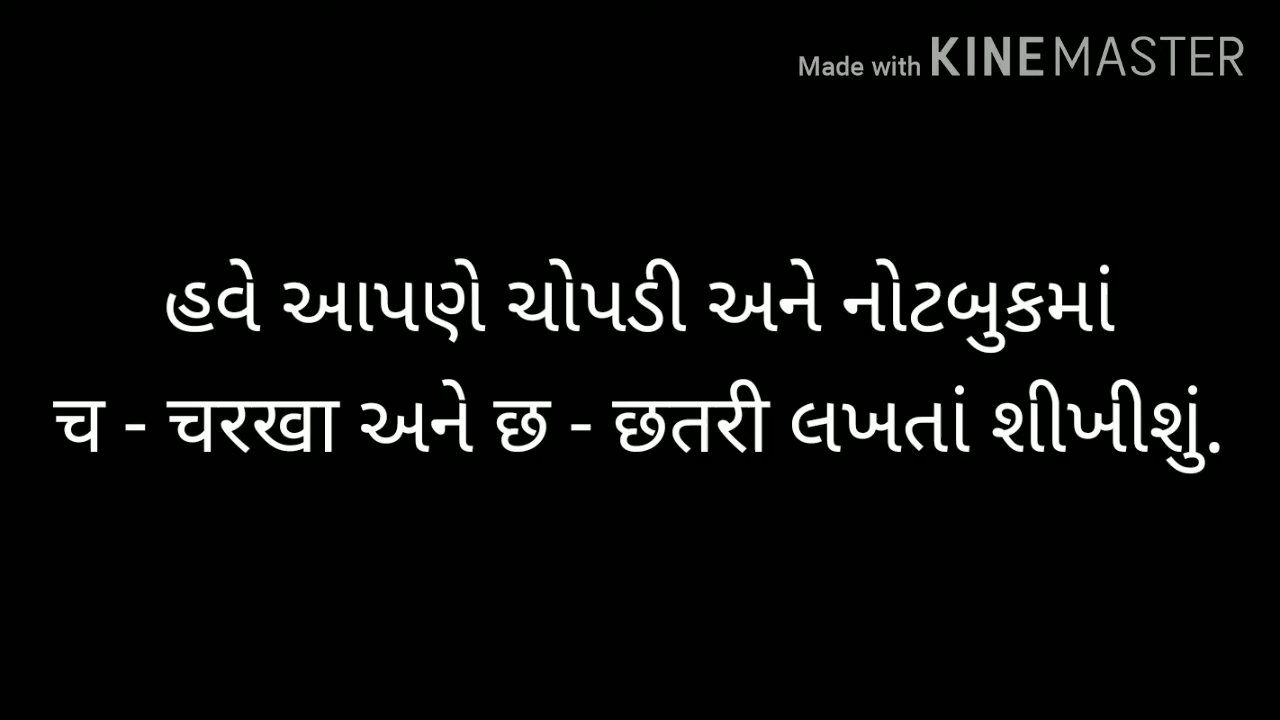 Made with KINEMASTER
હવે આપણે ચોપડી અને નોટબુકમાં
च - चरखा અને छ - छतरी લખતાં શીખીશું.